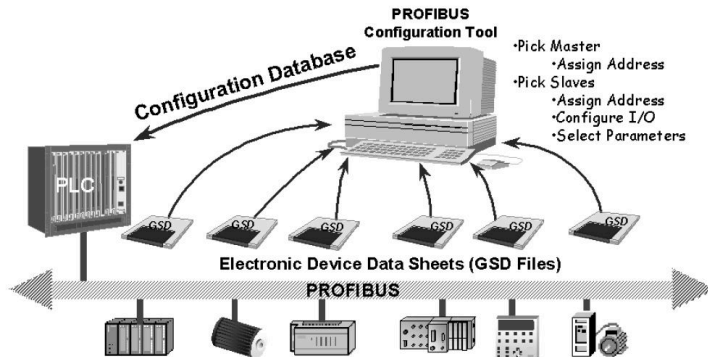 PROFIBUS
Configuration Tool
•Pick Master
•Assign Address
•Pick Slaves
•Assign Address
•Configure I/O
•Select Parameters
Configuration Database
PLC
GSD
GSD
GSD
GSD
GSD
GSD
Electronic Device Data Sheets (GSD Files)
PROFIBUS